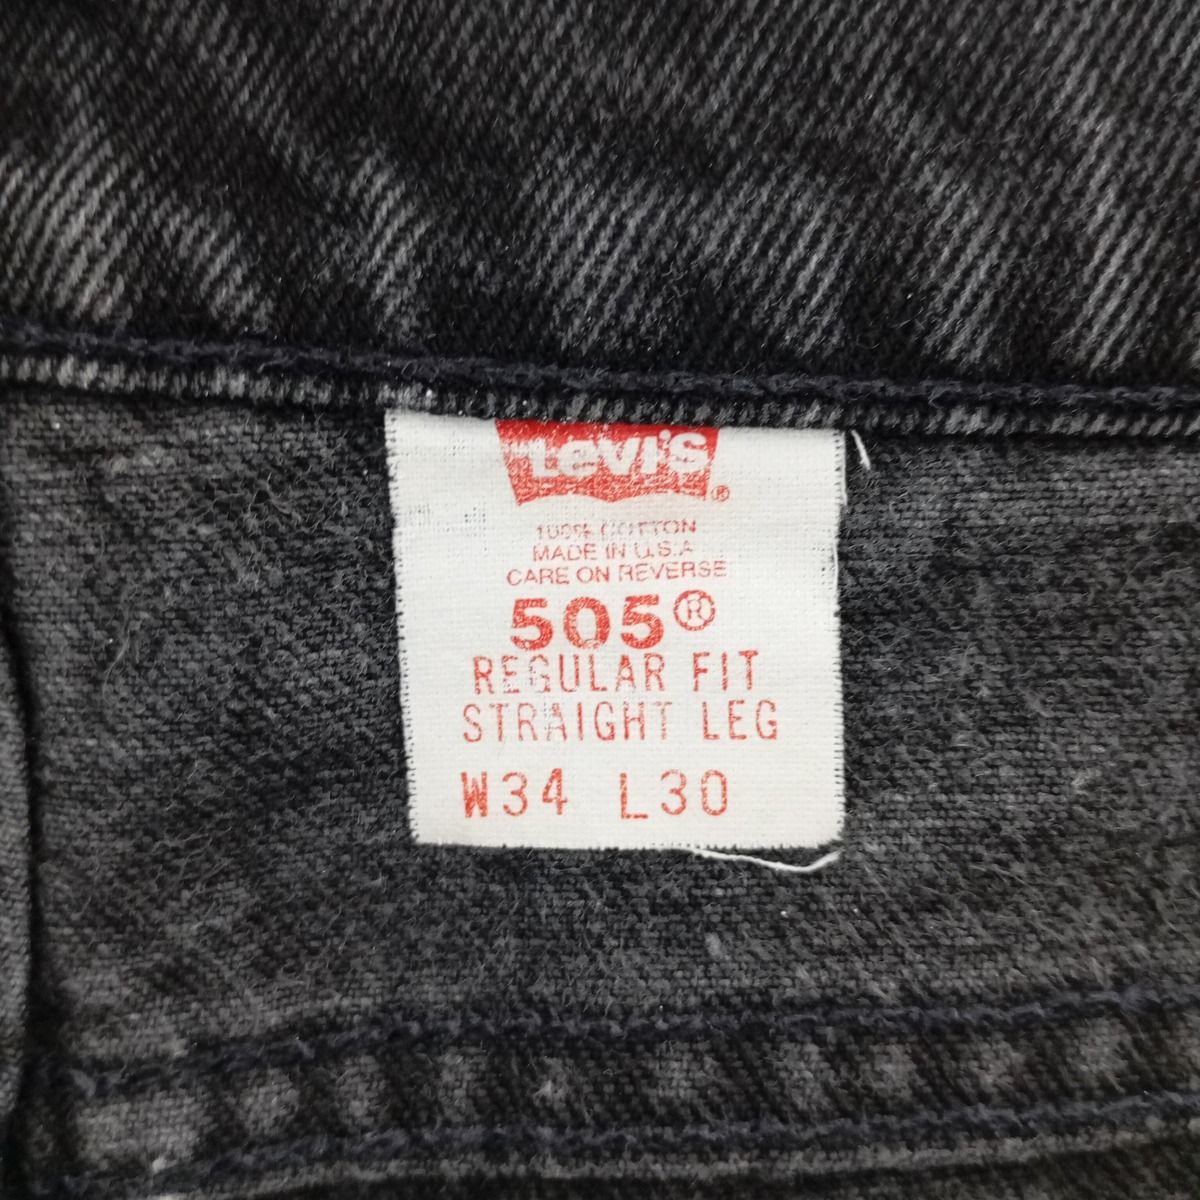 Levi's ®
100% COTTON
MADE IN U.S.A
CARE ON REVERSE
505®
REGULAR FIT
STRAIGHT LEG
W34 L30